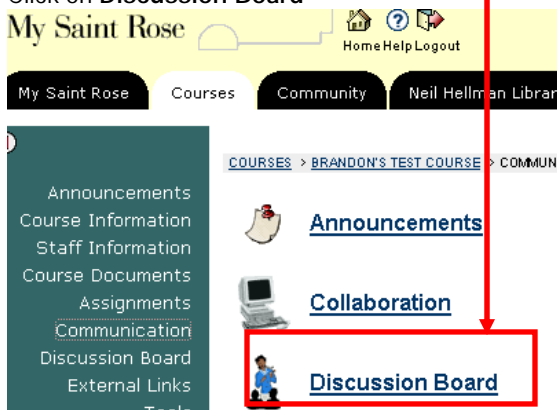 Click on Discussion Board
My Saint Rose
Home Help Logout
My Saint Rose Courses Community Neil Hellman Librar
COURSES > BRANDON'S TEST COURSE > COMMUN
Announcements
Course Information
Staff Information
Course Documents
Assignments
Communication
Discussion Board
External Links
Tools
Announcements
Collaboration
Discussion Board